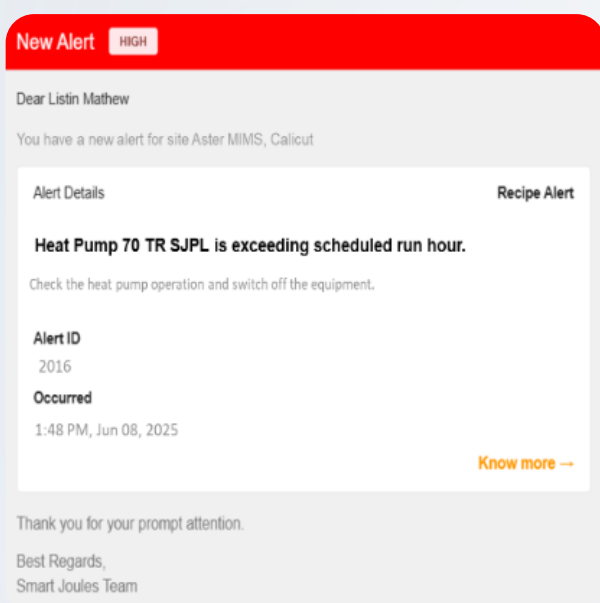 New Alert HIGH
Dear Listin Mathew
You have a new alert for site Aster MIMS, Calicut
Alert Details Recipe Alert
Heat Pump 70 TR SJPL is exceeding scheduled run hour.
Check the heat pump operation and switch off the equipment.
Alert ID
2016
Occurred
1:48 PM, Jun 08, 2025
Know more →
Thank you for your prompt attention.
Best Regards,
Smart Joules Team